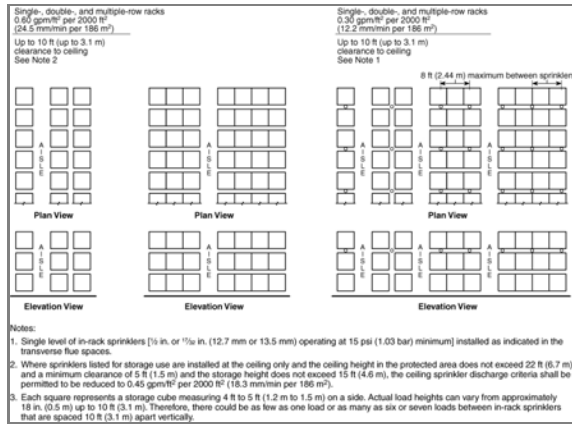 Single-, double-, and multiple-row racks
0.60 gpm/ft² per 2000 ft²
(24.5 mm/min per 186 m²)
Up to 10 ft (up to 3.1 m)
clearance to ceiling
See Note 2
Single-, double-, and multiple-row racks
0.30 gpm/ft² per 2000 ft²
(12.2 mm/min per 186 m²)
Up to 10 ft (up to 3.1 m)
clearance to ceiling
See Note 1
8 ft (2.44 m) maximum between sprinklers
AISLE
AISLE
AISLE
AISLE
AISLE
Plan View
Plan View
Plan View
AISLE
AISLE
AISLE
AISLE
AISLE
Elevation View
Elevation View
Elevation View
Notes:
1. Single level of in-rack sprinklers [½ in. or ¹⁷⁄₃₂ in. (12.7 mm or 13.5 mm) operating at 15 psi (1.03 bar) minimum] installed as indicated in the
transverse flue spaces.
2. Where sprinklers listed for storage use are installed at the ceiling only and the ceiling height in the protected area does not exceed 22 ft (6.7 m)
and a minimum clearance of 5 ft (1.5 m) and the storage height does not exceed 15 ft (4.6 m), the ceiling sprinkler discharge criteria shall be
permitted to be reduced to 0.45 gpm/ft² per 2000 ft² (18.3 mm/min per 186 m²).
3. Each square represents a storage cube measuring 4 ft to 5 ft (1.2 m to 1.5 m) on a side. Actual load heights can vary from approximately
18 in. (0.5 m) up to 10 ft (3.1 m). Therefore, there could be as few as one load or as many as six or seven loads between in-rack sprinklers
that are spaced 10 ft (3.1 m) apart vertically.